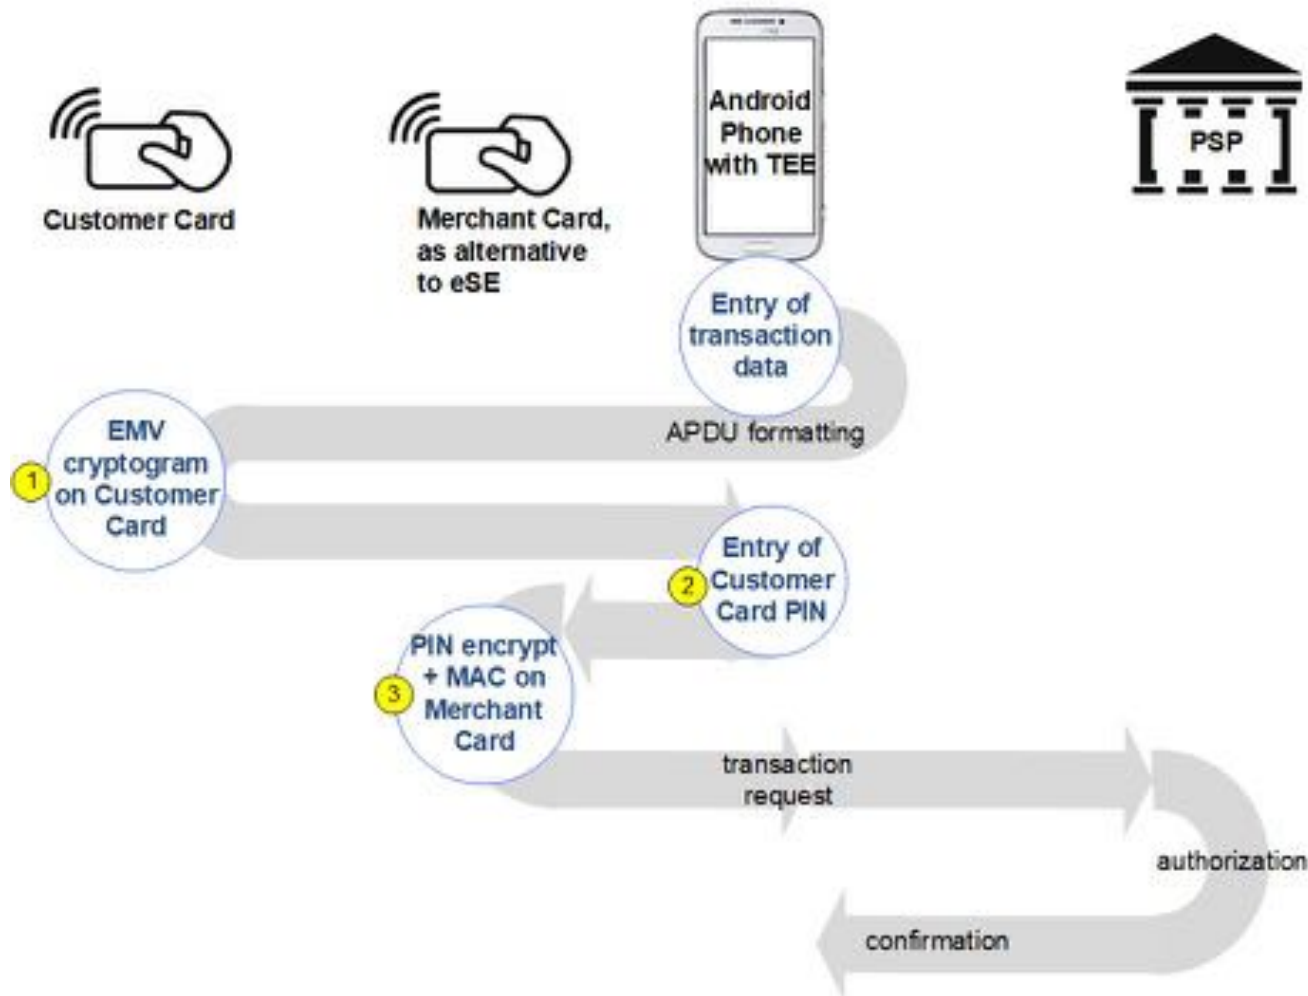 Android
Phone
with TEE
PSP
Customer Card
Merchant Card,
as alternative
to eSE
Entry of
transaction
data
APDU formatting
EMV
cryptogram
on Customer
Card
1
Entry of
Customer
Card PIN
2
PIN encrypt
+ MAC on
Merchant
Card
3
transaction
request
authorization
confirmation